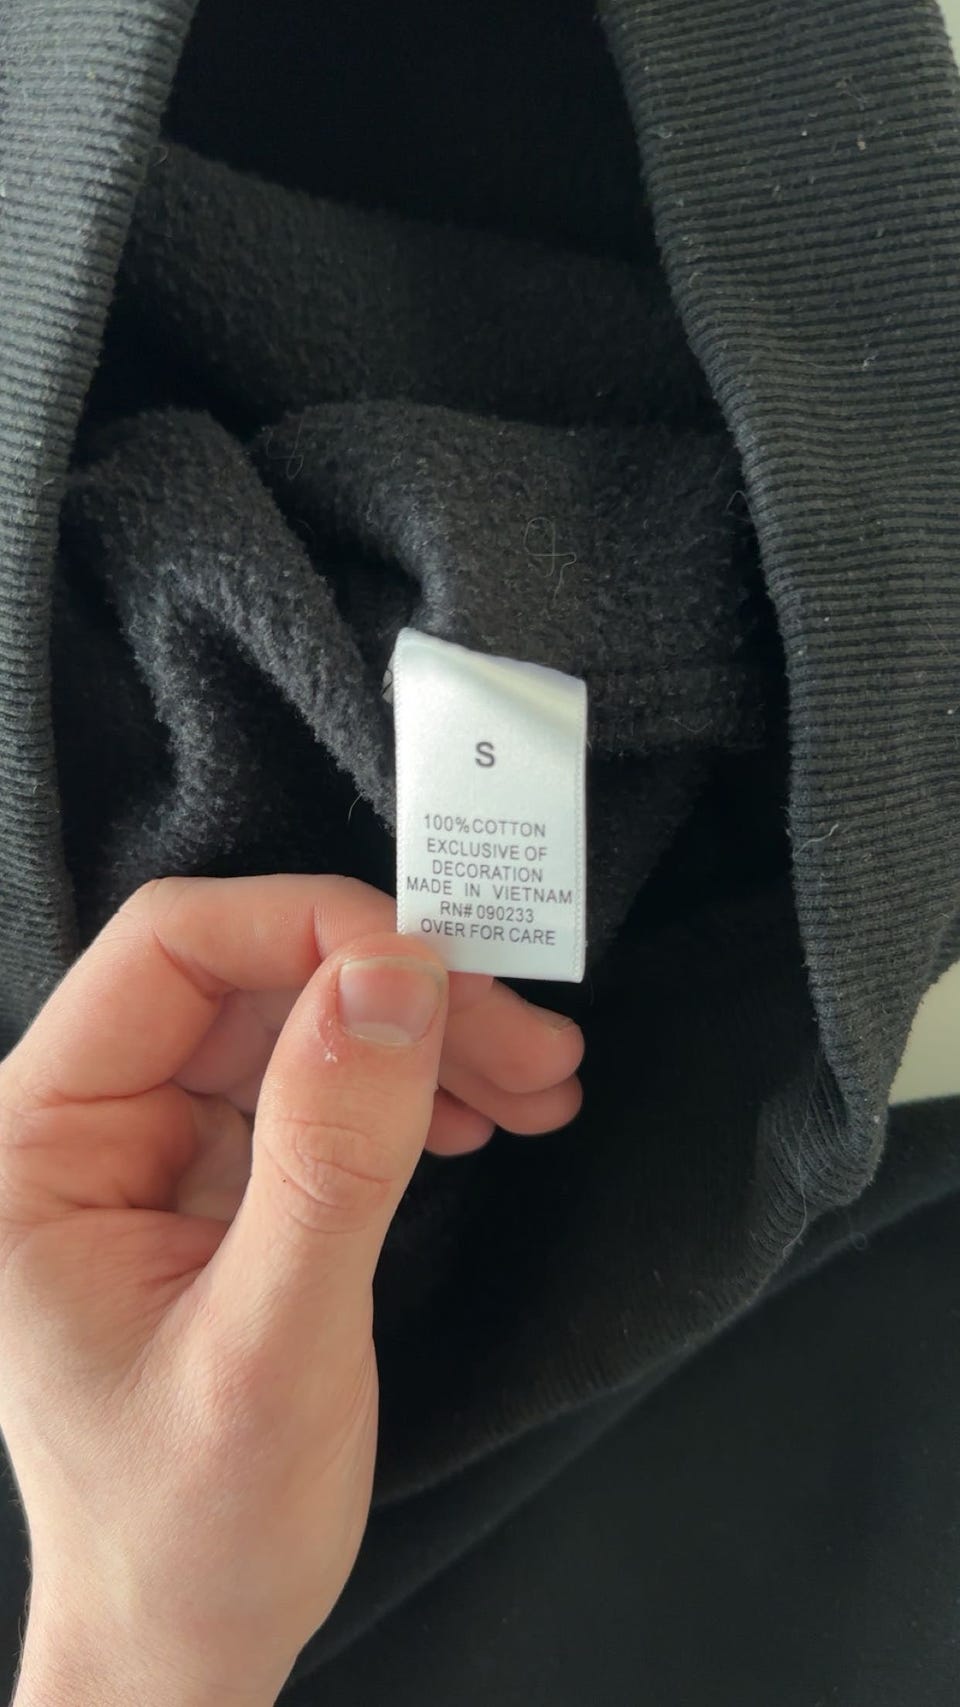 S
100% COTTON
EXCLUSIVE OF
DECORATION
MADE IN VIETNAM
RN# 090233
OVER FOR CARE